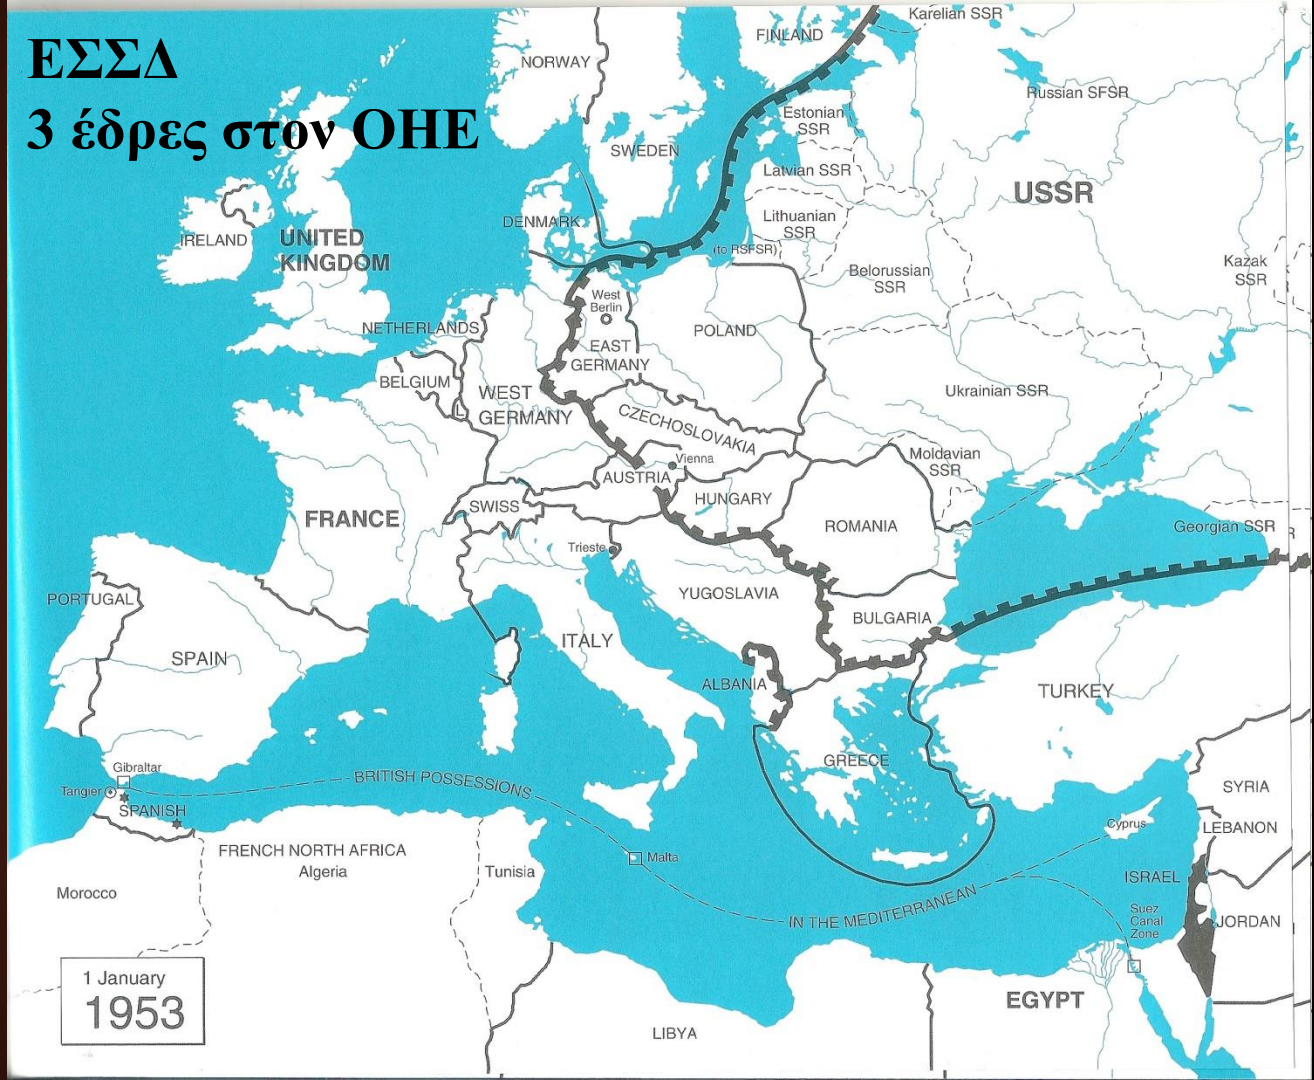 ΕΣΣΔ
3 έδρες στον ΟΗΕ
Karelian SSR
FINLAND
NORWAY
Russian SFSR
Estonian
SSR
SWEDEN
Latvian SSR
USSR
Lithuanian
SSR
DENMARK
IRELAND
UNITED
KINGDOM
(to RSFSR)
Belorussian
SSR
Kazak
SSR
West
Berlin
NETHERLANDS
POLAND
EAST
GERMANY
BELGIUM
WEST
GERMANY
L
Ukrainian SSR
CZECHOSLOVAKIA
Moldavian
SSR
Vienna
AUSTRIA
HUNGARY
SWISS
FRANCE
ROMANIA
Georgian SSR
R
Trieste
YUGOSLAVIA
PORTUGAL
BULGARIA
ITALY
SPAIN
ALBANIA
TURKEY
GREECE
Gibraltar
BRITISH POSSESSIONS
Tangier
SPANISH
SYRIA
Cyprus
LEBANON
FRENCH NORTH AFRICA
Algeria
Malta
Tunisia
ISRAEL
Morocco
IN THE MEDITERRANEAN
Suez
Canal
Zone
JORDAN
1 January
1953
EGYPT
LIBYA